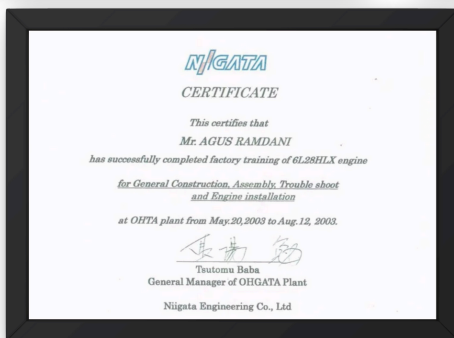 NIIGATA
CERTIFICATE
This certifies that
Mr. AGUS RAMDANI
has successfully completed factory training of 6L28HLX engine
for General Construction, Assembly, Trouble shoot
and Engine installation
at OHTA plant from May.20,2003 to Aug.12, 2003.
Tsutomu Baba
General Manager of OHGATA Plant
Niigata Engineering Co., Ltd